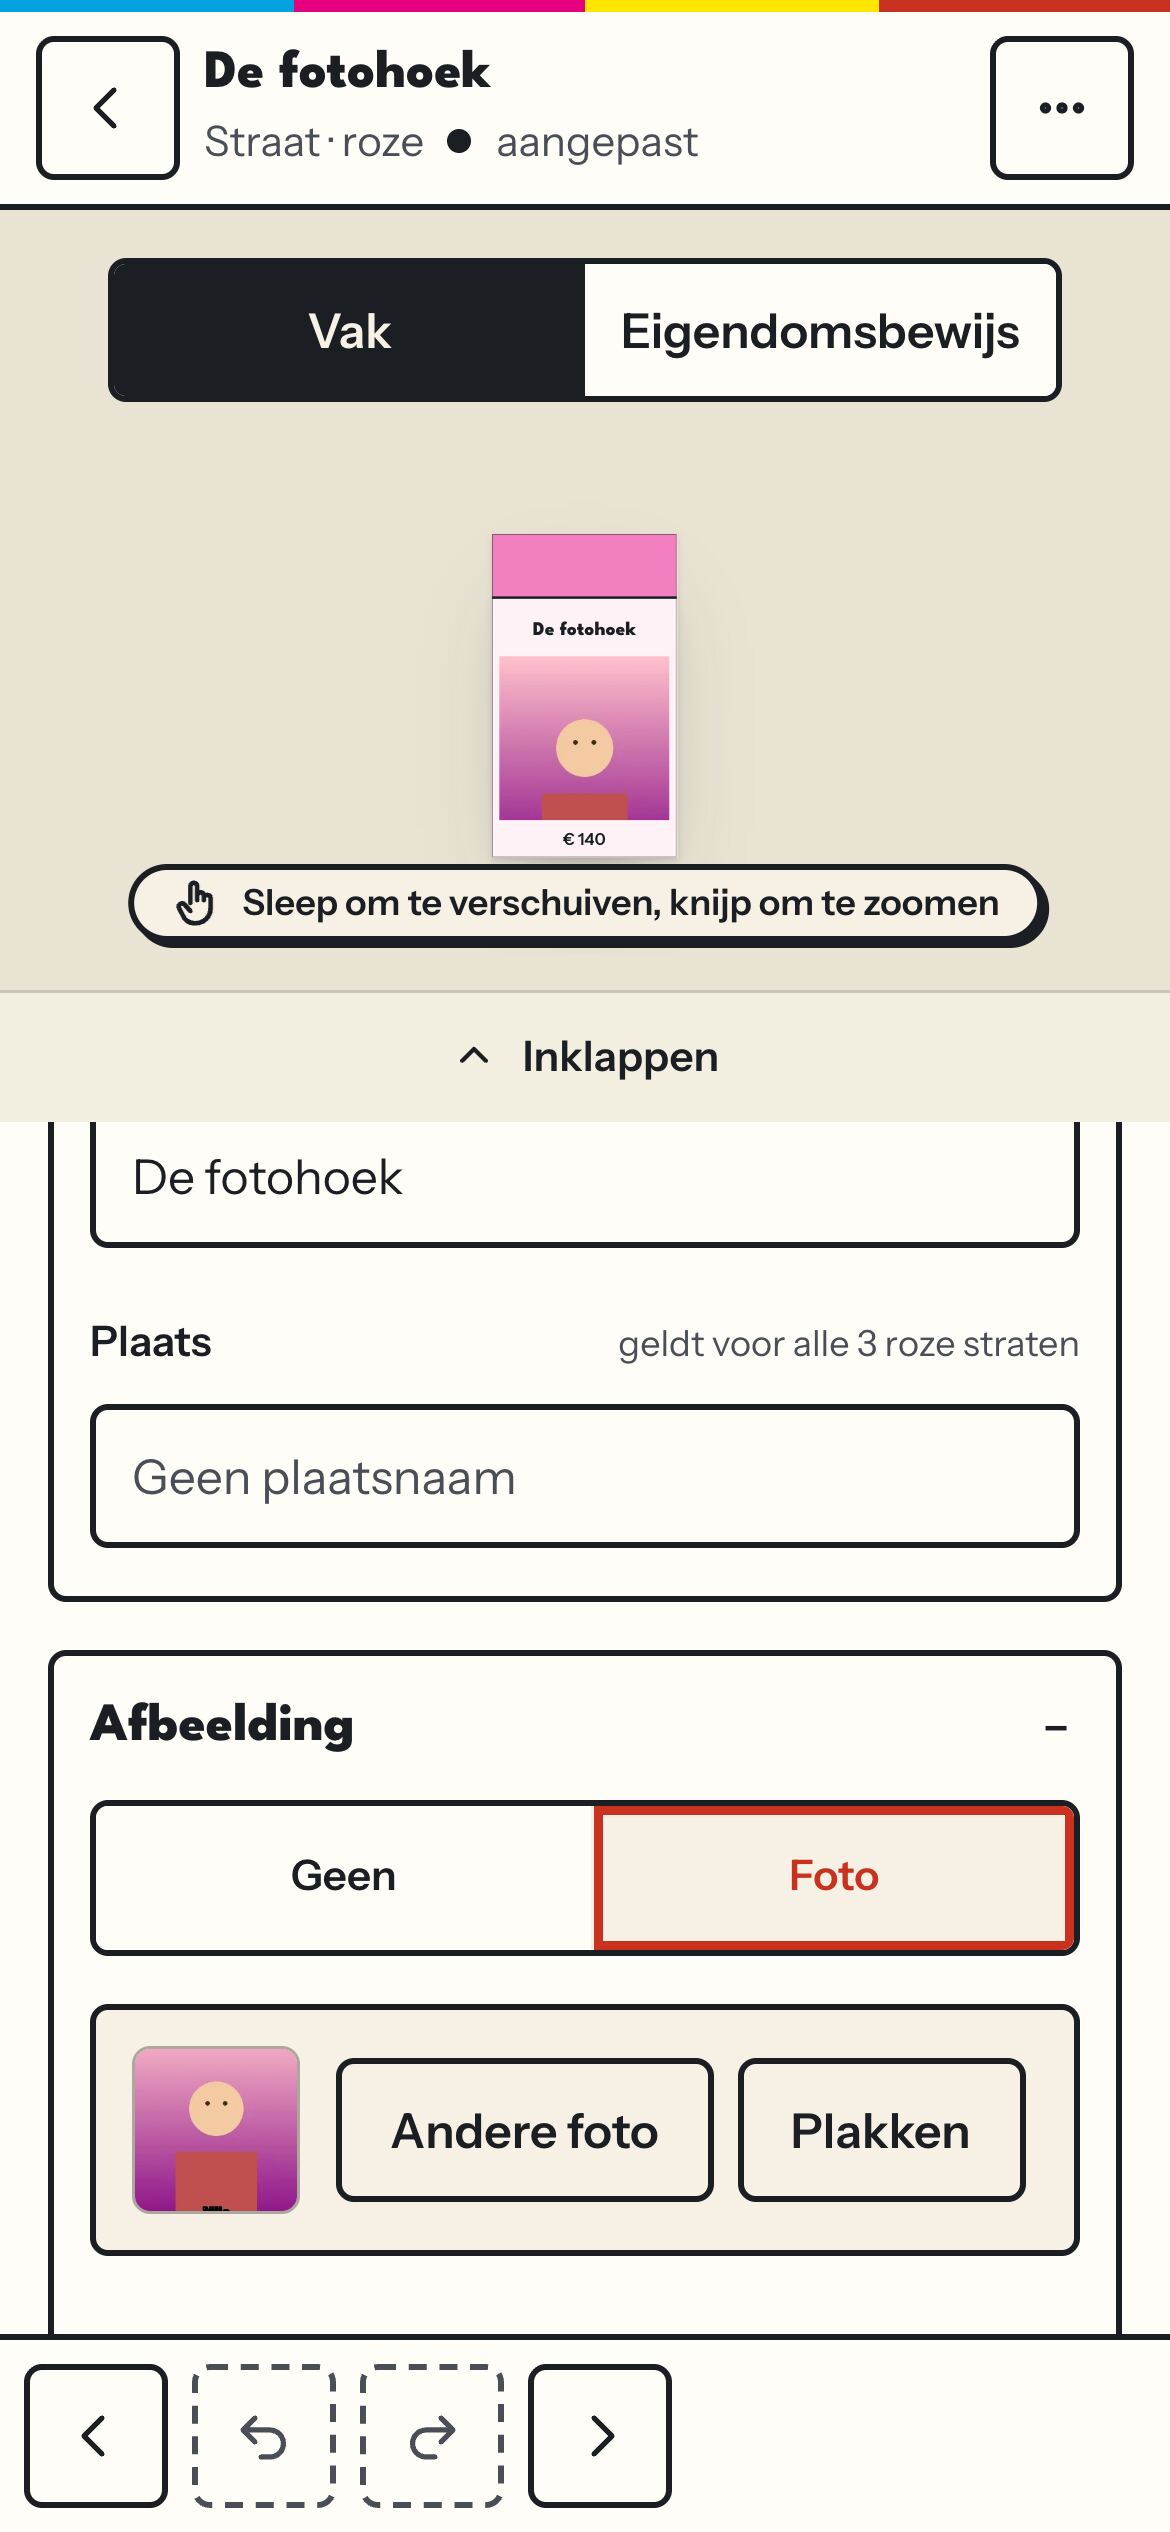 De fotohoek
Straat · roze ● aangepast
Vak
Eigendomsbewijs
De fotohoek
€ 140
Sleep om te verschuiven, knijp om te zoomen
Inklappen
De fotohoek
Plaats
geldt voor alle 3 roze straten
Geen plaatsnaam
Afbeelding
Geen
Foto
Andere foto
Plakken